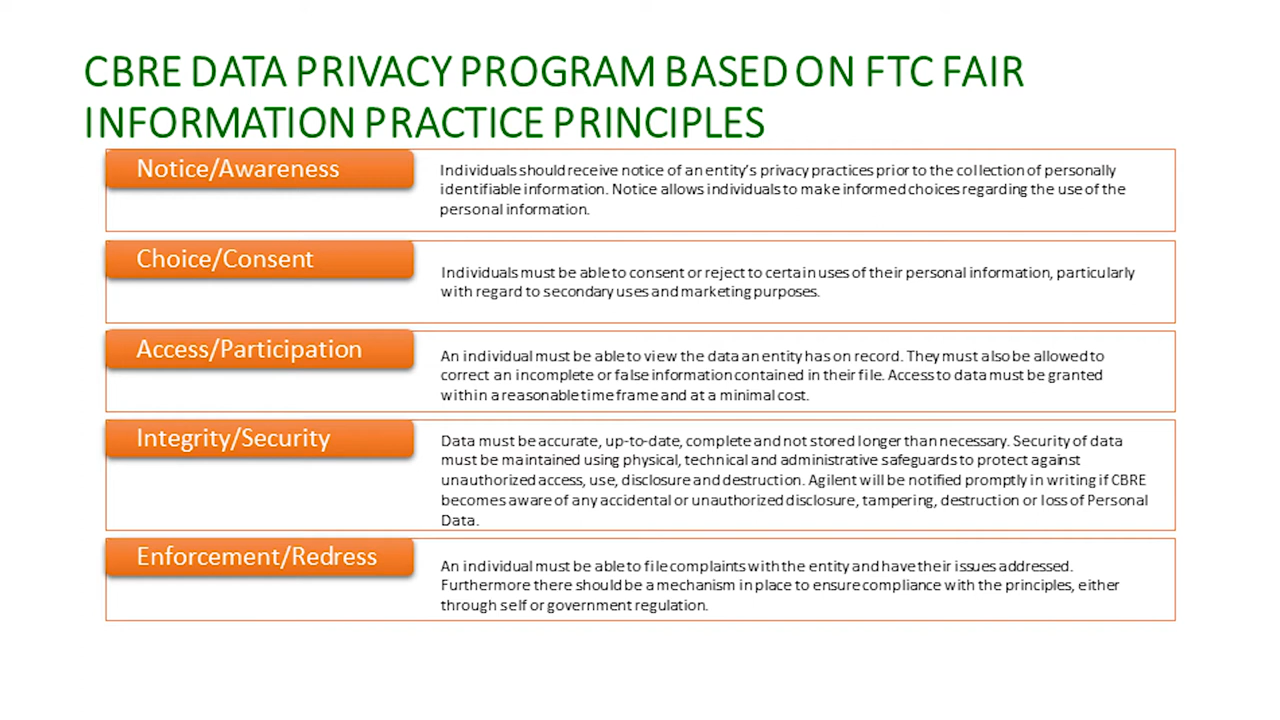 CBRE DATA PRIVACY PROGRAM BASED ON FTC FAIR
INFORMATION PRACTICE PRINCIPLES
Notice/Awareness
Individuals should receive notice of an entity's privacy practices prior to the collection of personally
identifiable information. Notice allows individuals to make informed choices regarding the use of the
personal information.
Choice/Consent
Individuals must be able to consent or reject to certain uses of their personal information, particularly
with regard to secondary uses and marketing purposes.
Access/Participation
An individual must be able to view the data an entity has on record. They must also be allowed to
correct an incomplete or false information contained in their file. Access to data must be granted
within a reasonable time frame and at a minimal cost.
Integrity/Security
Data must be accurate, up-to-date, complete and not stored longer than necessary. Security of data
must be maintained using physical, technical and administrative safeguards to protect against
unauthorized access, use, disclosure and destruction. Agilent will be notified promptly in writing if CBRE
becomes aware of any accidental or unauthorized disclosure, tampering, destruction or loss of Personal
Data.
Enforcement/Redress
An individual must be able to file complaints with the entity and have their issues addressed.
Furthermore there should be a mechanism in place to ensure compliance with the principles, either
through self or government regulation.